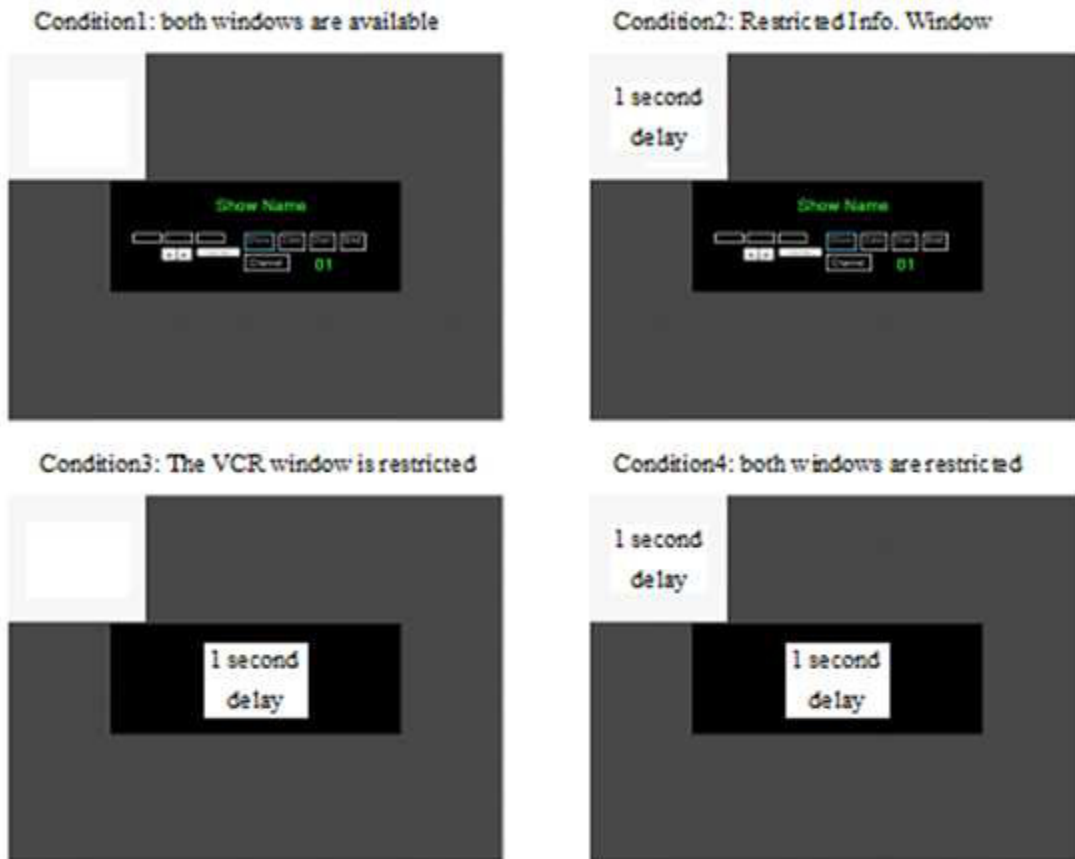 Condition1: both windows are available
Condition2: Restricted Info. Window
1 second
delay
Show Name
Channel
01
Show Name
Channel
01
Condition3: The VCR window is restricted
Condition4: both windows are restricted
1 second
delay
1 second
delay
1 second
delay